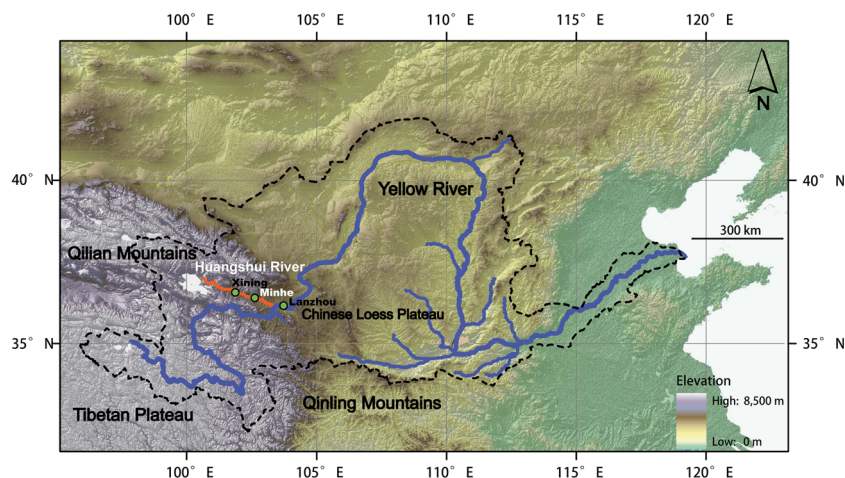 100° E 105° E 110° E 115° E 120° E
N
40° N
40° N
Yellow River
300 km
Qilian Mountains
Huangshui River
Xining
Minhe
Lanzhou
Chinese Loess Plateau
35° N
35° N
Elevation
High: 8,500 m
Low: 0 m
Qinling Mountains
Tibetan Plateau
100° E 105° E 110° E 115° E 120° E